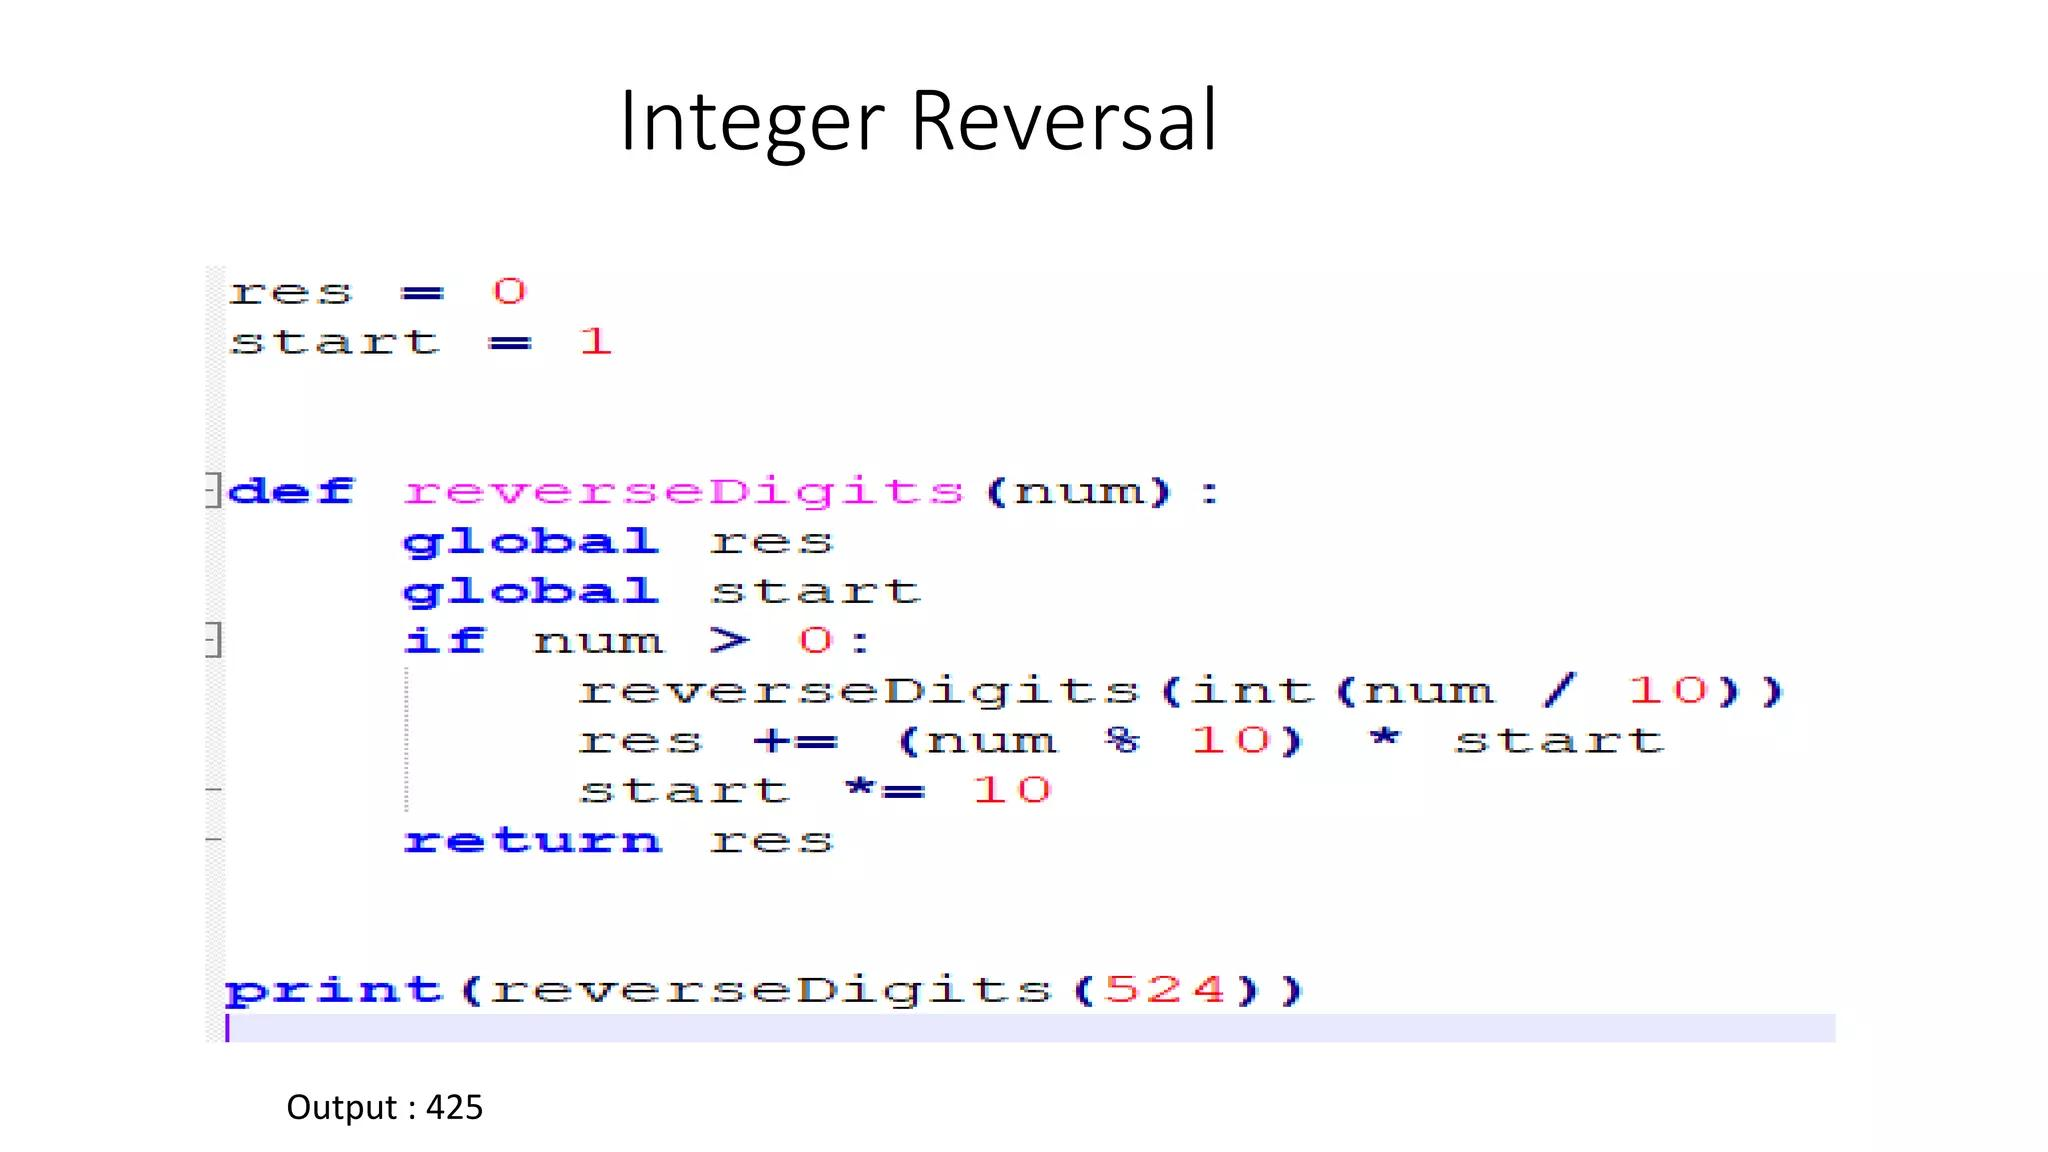 Integer Reversal
res = 0
start = 1
def reverseDigits(num):
    global res
    global start
    if num > 0:
        reverseDigits(int(num / 10))
        res += (num % 10) * start
        start *= 10
    return res
print(reverseDigits(524))
Output : 425